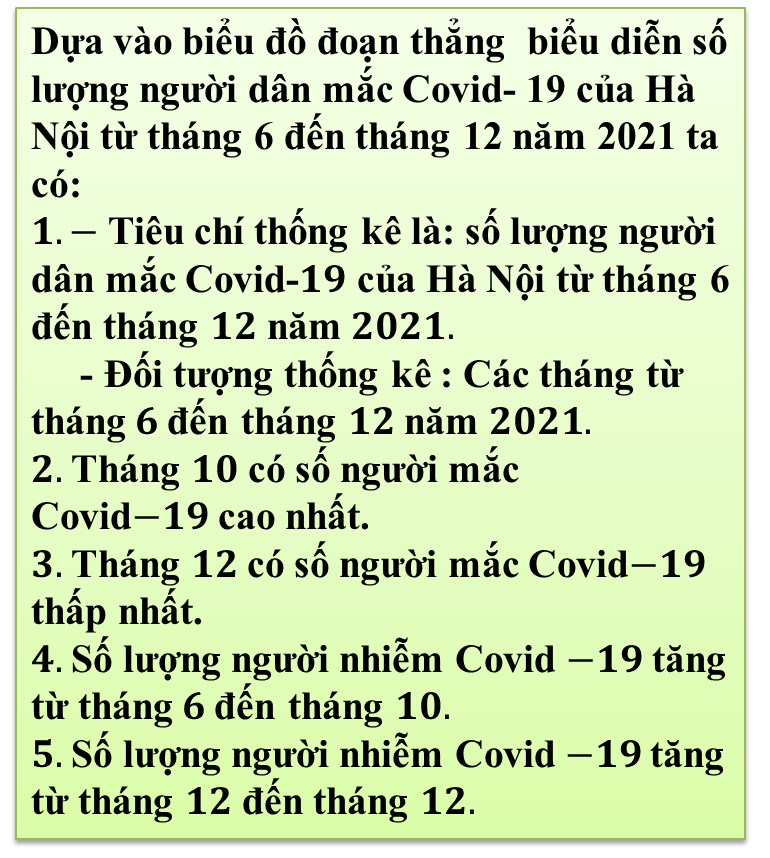 Dựa vào biểu đồ đoạn thẳng biểu diễn số
lượng người dân mắc Covid- 19 của Hà
Nội từ tháng 6 đến tháng 12 năm 2021 ta
có:
1. – Tiêu chí thống kê là: số lượng người
dân mắc Covid-19 của Hà Nội từ tháng 6
đến tháng 12 năm 2021.
- Đối tượng thống kê : Các tháng từ
tháng 6 đến tháng 12 năm 2021.
2. Tháng 10 có số người mắc
Covid−19 cao nhất.
3. Tháng 12 có số người mắc Covid−19
thấp nhất.
4. Số lượng người nhiễm Covid −19 tăng
từ tháng 6 đến tháng 10.
5. Số lượng người nhiễm Covid −19 tăng
từ tháng 12 đến tháng 12.